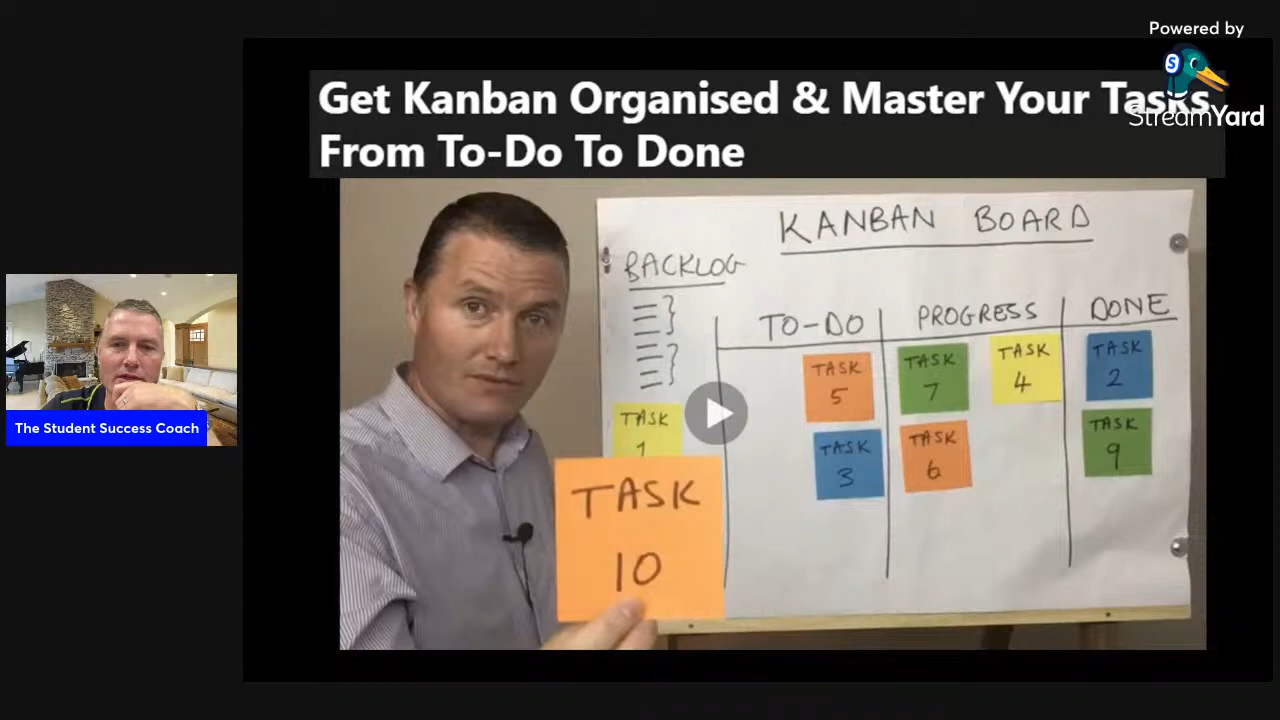 Powered by
StreamYard
Get Kanban Organised & Master Your Tasks
From To-Do To Done
KANBAN BOARD
BACKLOG
TO-DO
PROGRESS
DONE
TASK
5
TASK
7
TASK
4
TASK
2
TASK
1
TASK
3
TASK
6
TASK
9
TASK
10
The Student Success Coach